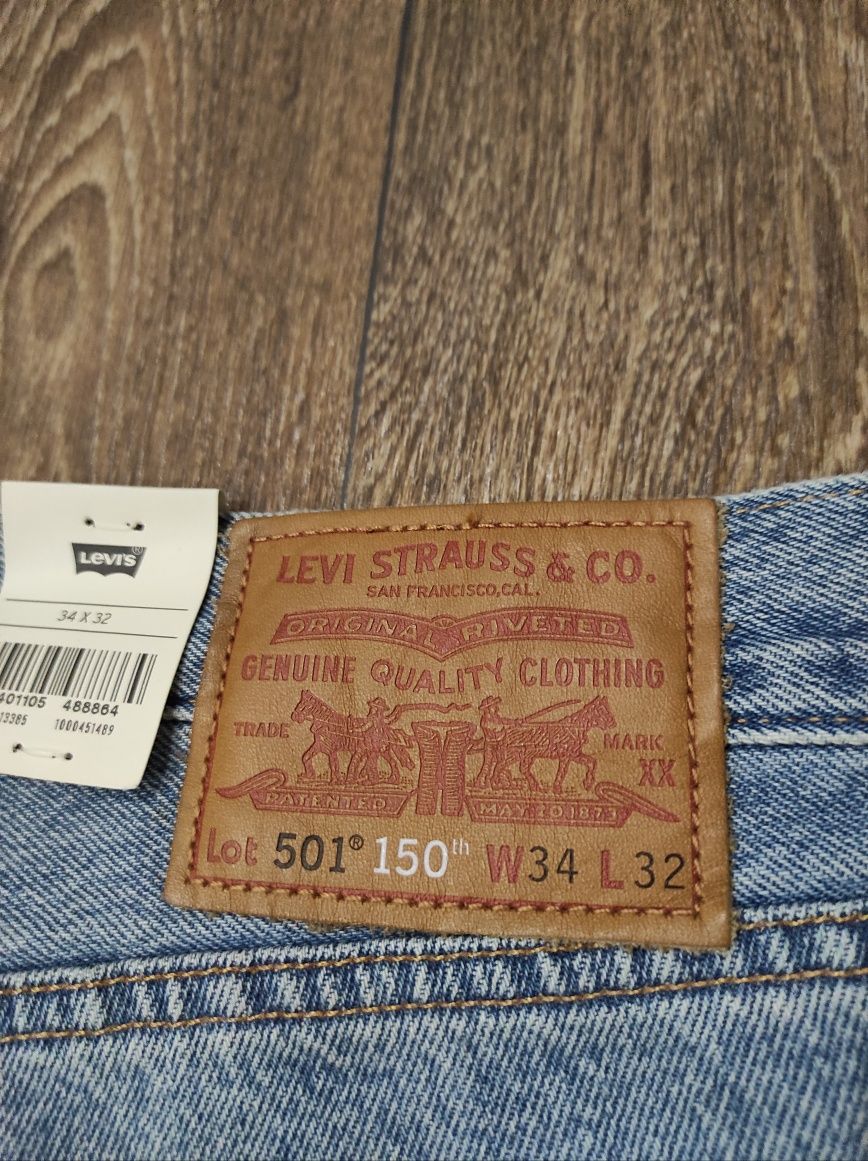 LEVI'S®
34 X 32
401105 488864
13385 1000451489
LEVI STRAUSS & CO.
SAN FRANCISCO, CAL.
ORIGINAL RIVETED
GENUINE QUALITY CLOTHING
TRADE MARK
XX
PATENTED MAY 20 1873
Lot 501® 150th W34 L32